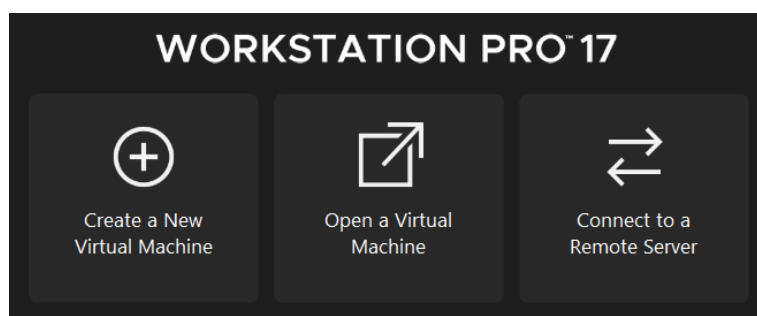 WORKSTATION PRO™ 17
Create a New
Virtual Machine
Open a Virtual
Machine
Connect to a
Remote Server